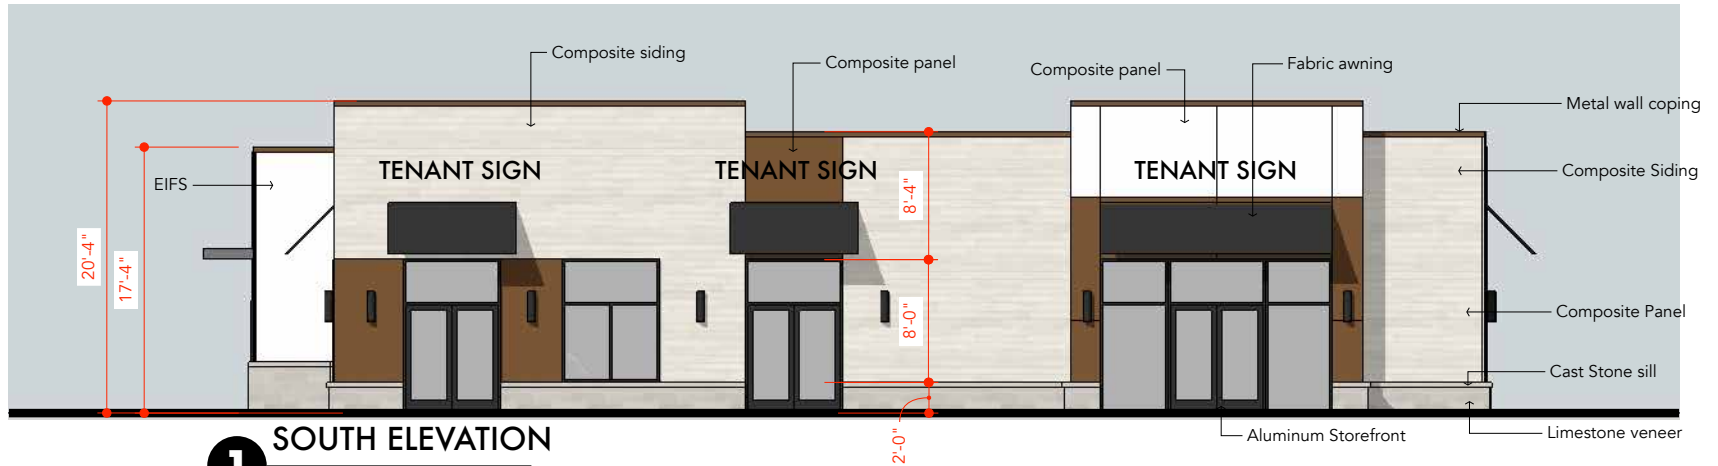 Composite siding
Composite panel
Composite panel
Fabric awning
Metal wall coping
TENANT SIGN
TENANT SIGN
TENANT SIGN
Composite Siding
EIFS
8'-4"
20'-4"
17'-4"
8'-0"
Composite Panel
Cast Stone sill
2'-0"
Aluminum Storefront
Limestone veneer
1
SOUTH ELEVATION